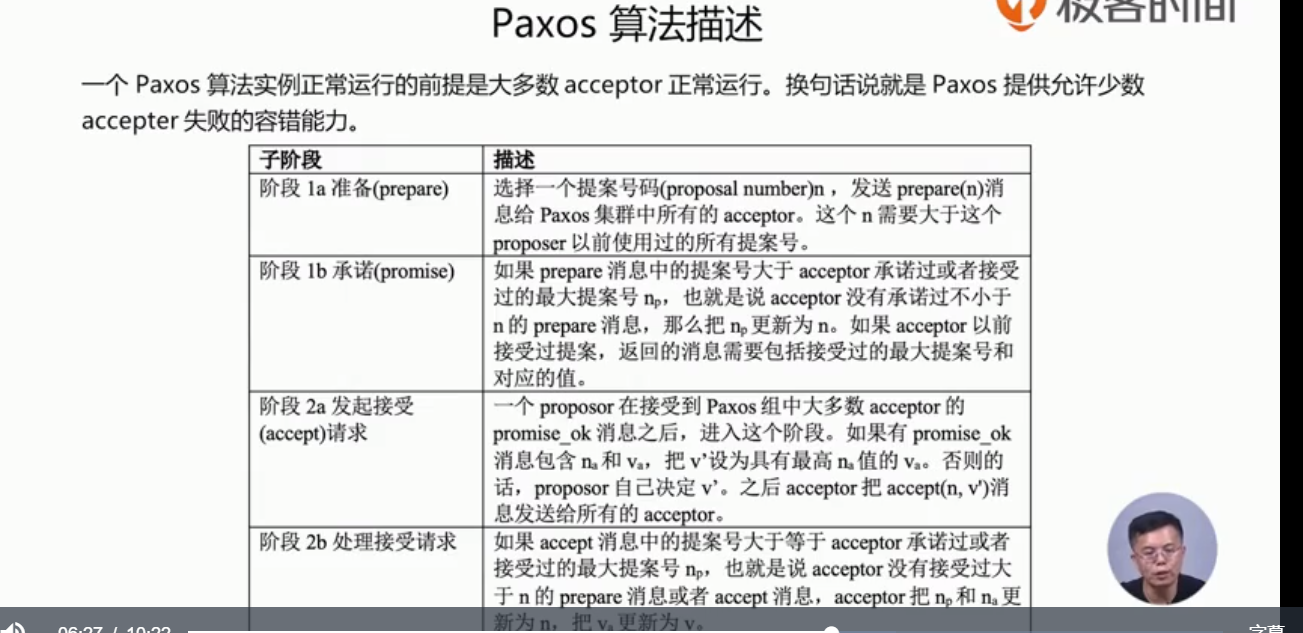 Paxos 算法描述
极客时间
一个 Paxos 算法实例正常运行的前提是大多数 acceptor 正常运行。换句话说就是 Paxos 提供允许少数
accepter 失败的容错能力。
子阶段 描述
阶段 1a 准备(prepare) 选择一个提案号码(proposal number)n ，发送 prepare(n)消
息给 Paxos 集群中所有的 acceptor。这个 n 需要大于这个
proposer 以前使用过的所有提案号。
阶段 1b 承诺(promise) 如果 prepare 消息中的提案号大于 acceptor 承诺过或者接受
过的最大提案号 nₚ，也就是说 acceptor 没有承诺过不小于
n 的 prepare 消息，那么把 nₚ 更新为 n。如果 acceptor 以前
接受过提案，返回的消息需要包括接受过的最大提案号和
对应的值。
阶段 2a 发起接受 一个 proposor 在接受到 Paxos 组中大多数 acceptor 的
(accept)请求 promise_ok 消息之后，进入这个阶段。如果有 promise_ok
消息包含 nₐ和 vₐ，把 v’设为具有最高 nₐ值的 vₐ。否则的
话，proposor 自己决定 v’。之后 acceptor 把 accept(n, v')消
息发送给所有的 acceptor。
阶段 2b 处理接受请求 如果 accept 消息中的提案号大于等于 acceptor 承诺过或者
接受过的最大提案号 nₚ，也就是说 acceptor 没有接受过大
于 n 的 prepare 消息或者 accept 消息，acceptor 把 nₚ 和 nₐ 更
新为 n，把 vₐ 更新为 v。
字幕